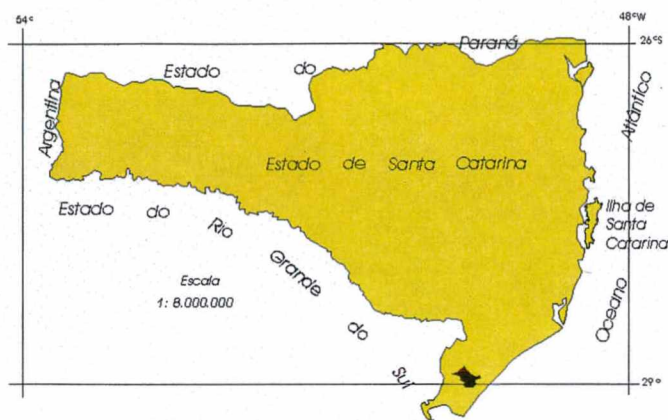 54°
48°W
26°S
Estado do Paraná
Argentina
Atlântico
Estado de Santa Catarina
Estado do Rio Grande do Sul
Ilha de
Santa
Catarina
Escala
1: 8.000.000
Oceano
29°